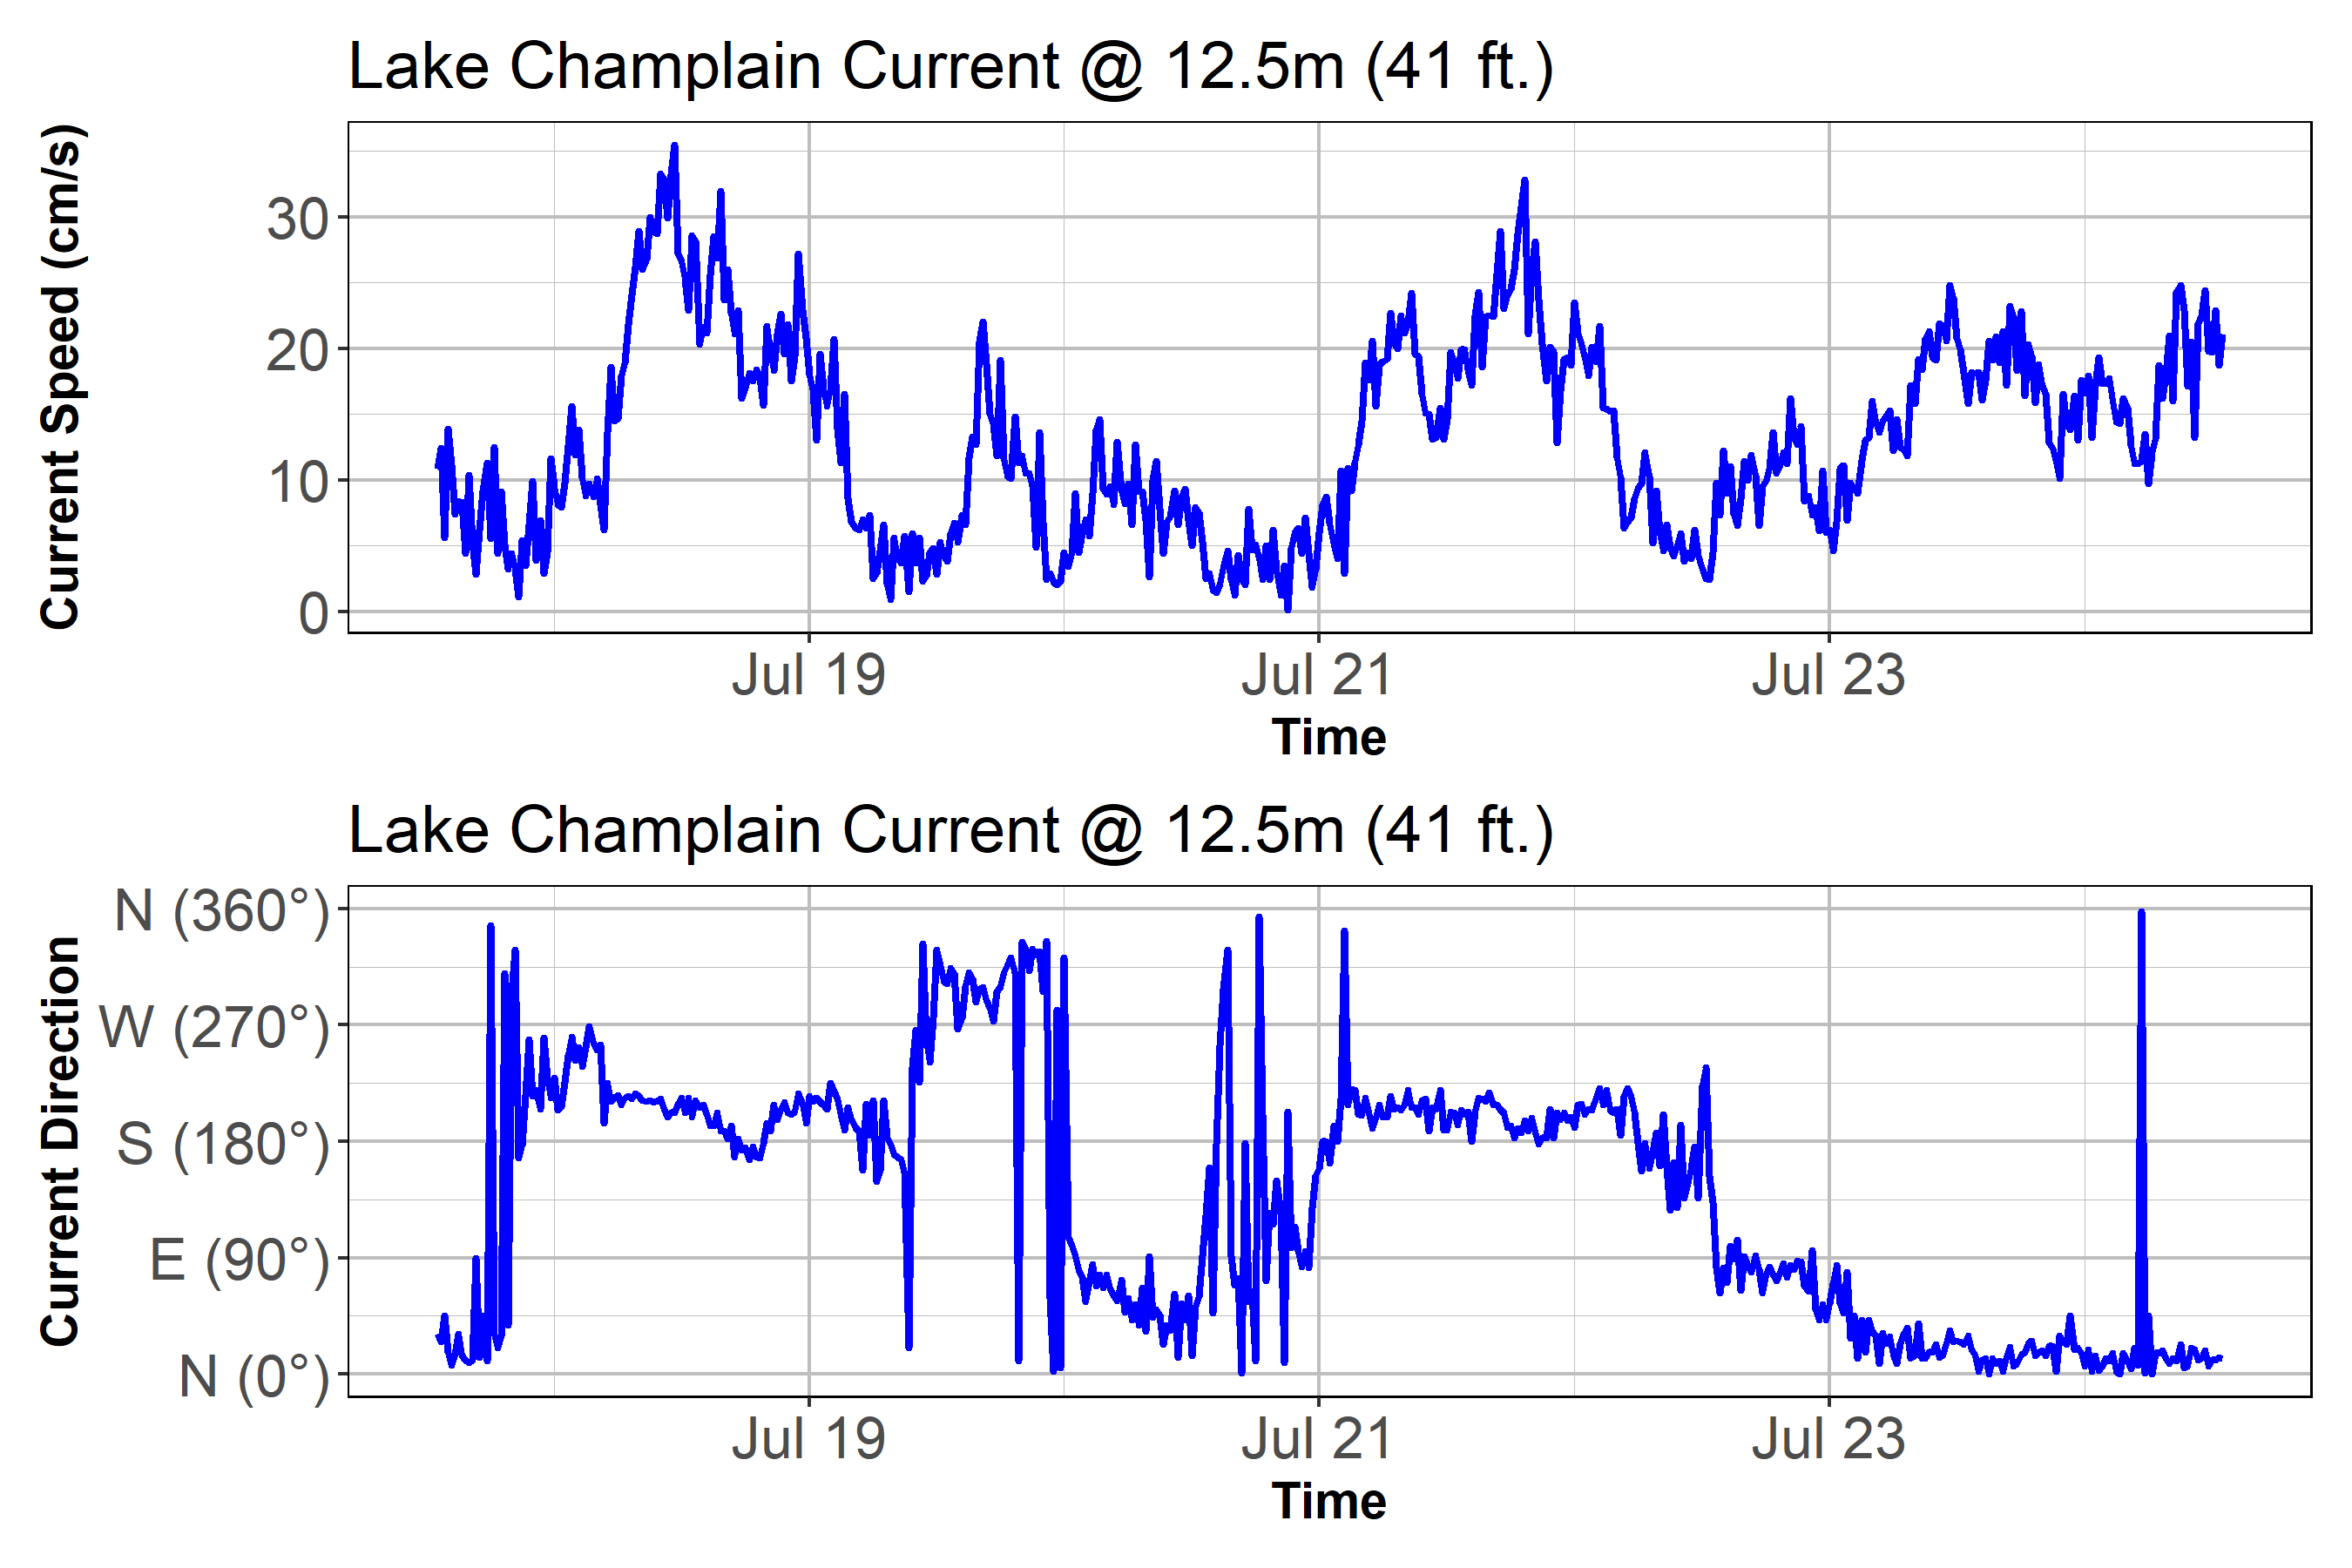 Lake Champlain Current @ 12.5m (41 ft.)
Current Speed (cm/s)
30
20
10
0
Jul 19 Jul 21 Jul 23
Time
Lake Champlain Current @ 12.5m (41 ft.)
Current Direction
N (360°)
W (270°)
S (180°)
E (90°)
N (0°)
Jul 19 Jul 21 Jul 23
Time